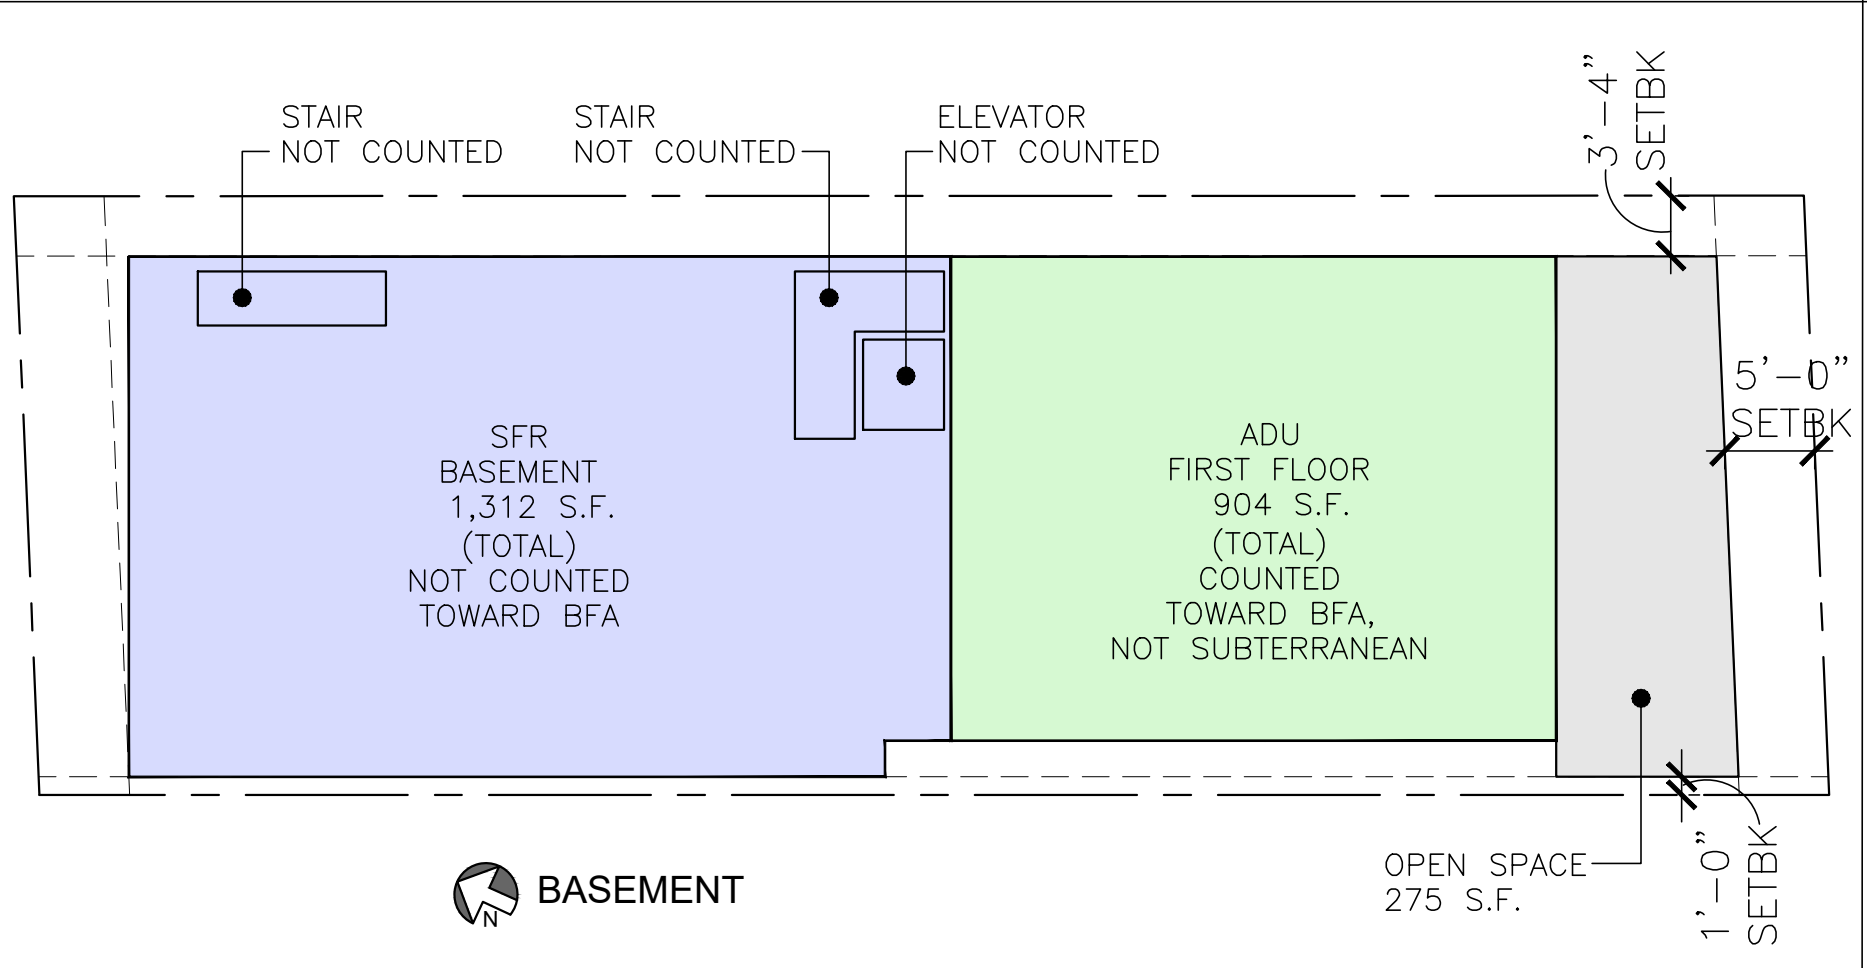 STAIR
NOT COUNTED
STAIR
NOT COUNTED
ELEVATOR
NOT COUNTED
3'-4"
SETBK
5'-0"
SETBK
SFR
BASEMENT
1,312 S.F.
(TOTAL)
NOT COUNTED
TOWARD BFA
ADU
FIRST FLOOR
904 S.F.
(TOTAL)
COUNTED
TOWARD BFA,
NOT SUBTERRANEAN
OPEN SPACE
275 S.F.
1'-0"
SETBK
N
BASEMENT